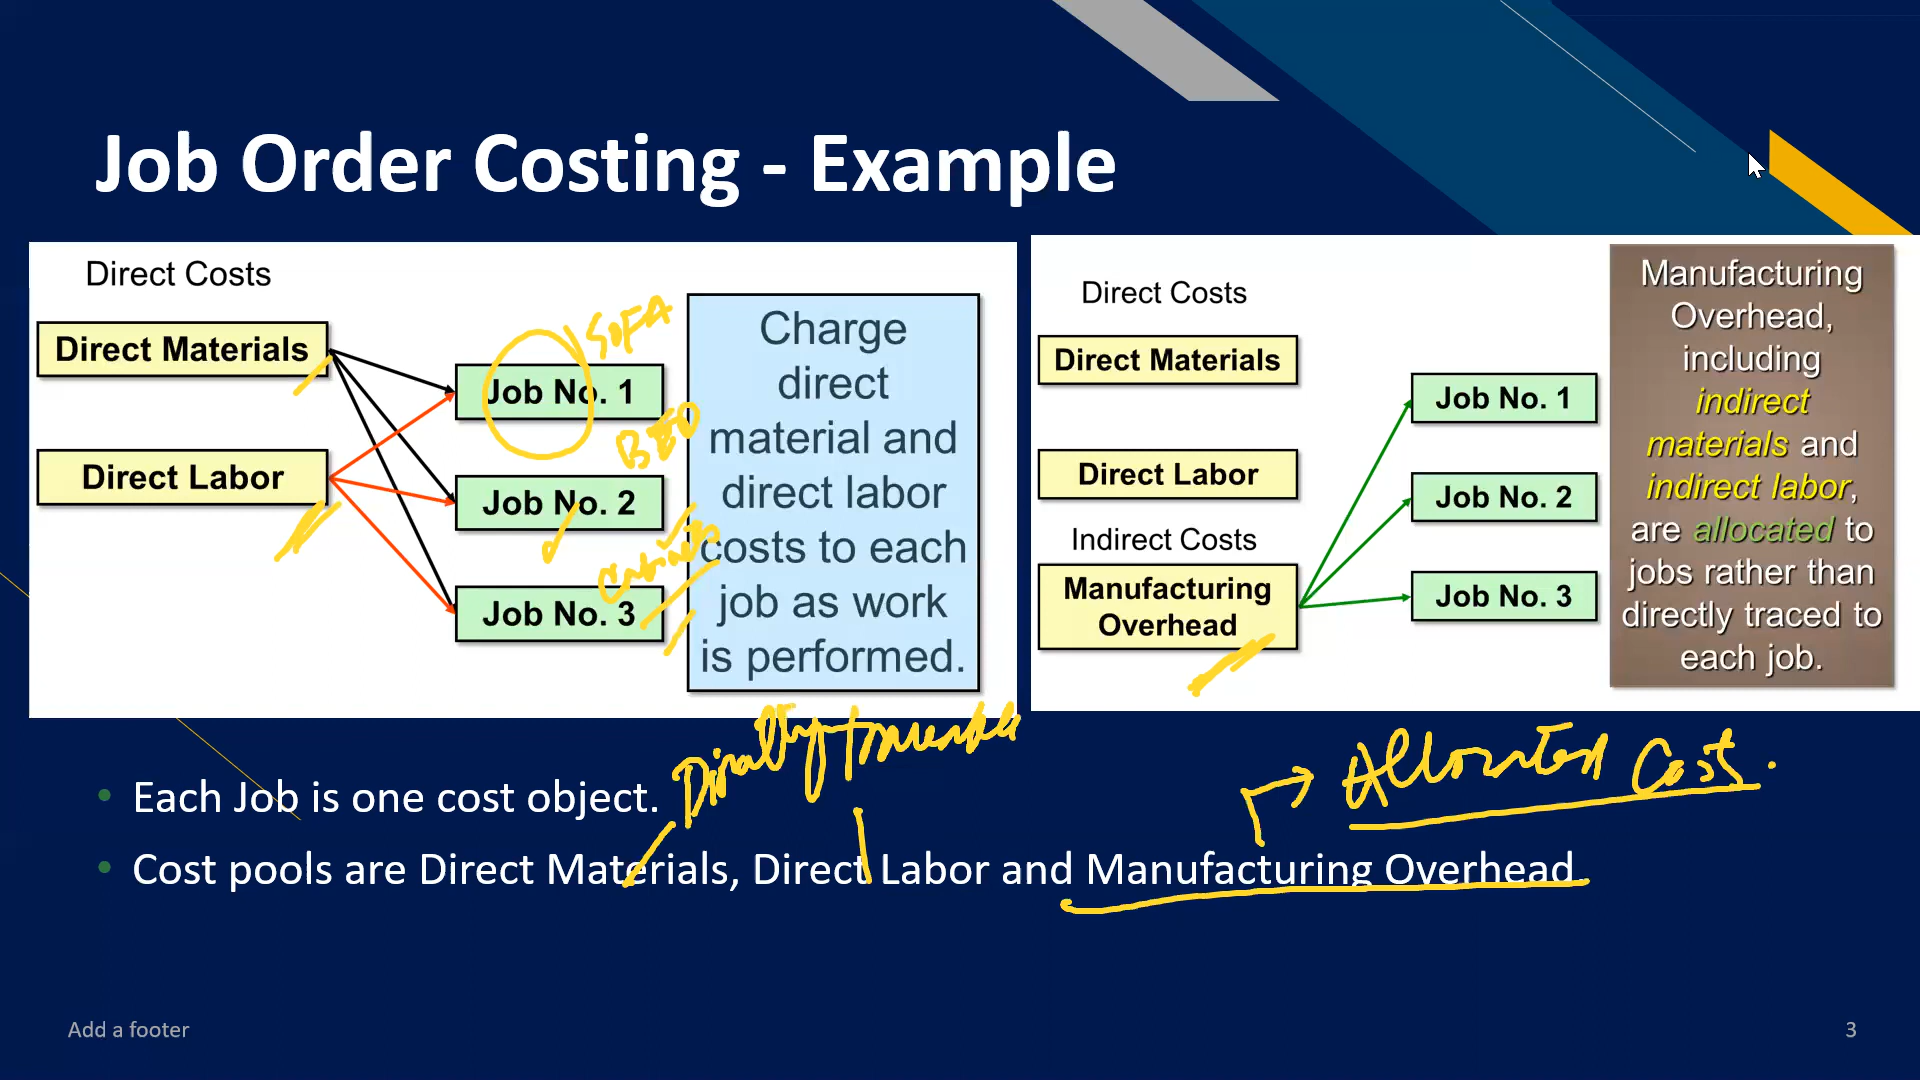 Job Order Costing - Example
Direct Costs
Direct Materials
Direct Labor
Job No. 1
Job No. 2
Job No. 3
SOFA
BED
Cabinets
Charge
direct
material and
direct labor
costs to each
job as work
is performed.
Direct Costs
Direct Materials
Direct Labor
Indirect Costs
Manufacturing
Overhead
Job No. 1
Job No. 2
Job No. 3
Manufacturing
Overhead,
including
indirect
materials and
indirect labor,
are allocated to
jobs rather than
directly traced to
each job.
Allocated Costs.
• Each Job is one cost object.
• Cost pools are Direct Materials, Direct Labor and Manufacturing Overhead.
Add a footer
3